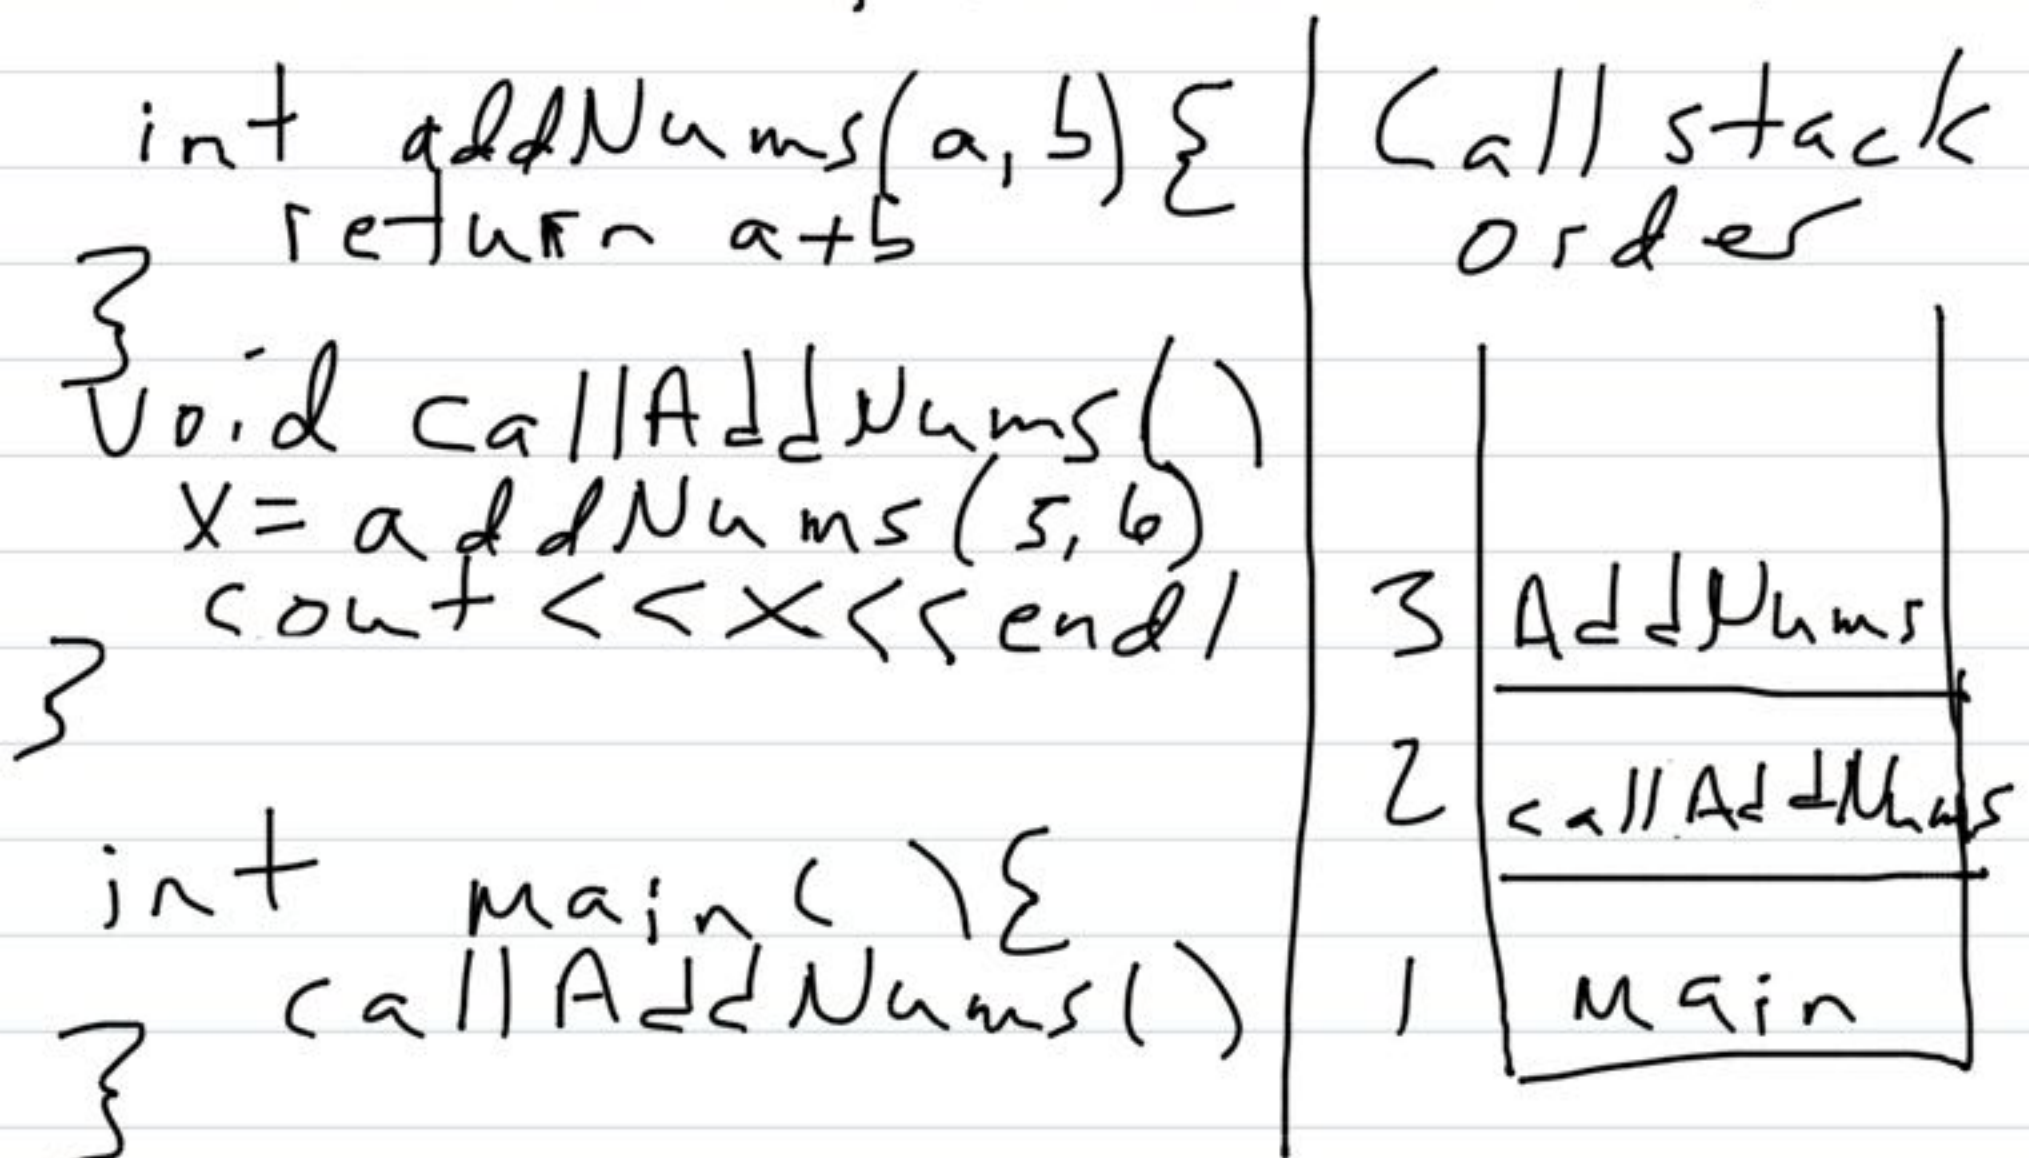 int addNums(a,b){
return a+b
}
void callAddNums()
x=addNums(5,6)
cout<<x<<endl
}
int main(){
callAddNums()
}
Call stack
order
3 AddNums
2 callAddNums
1 main